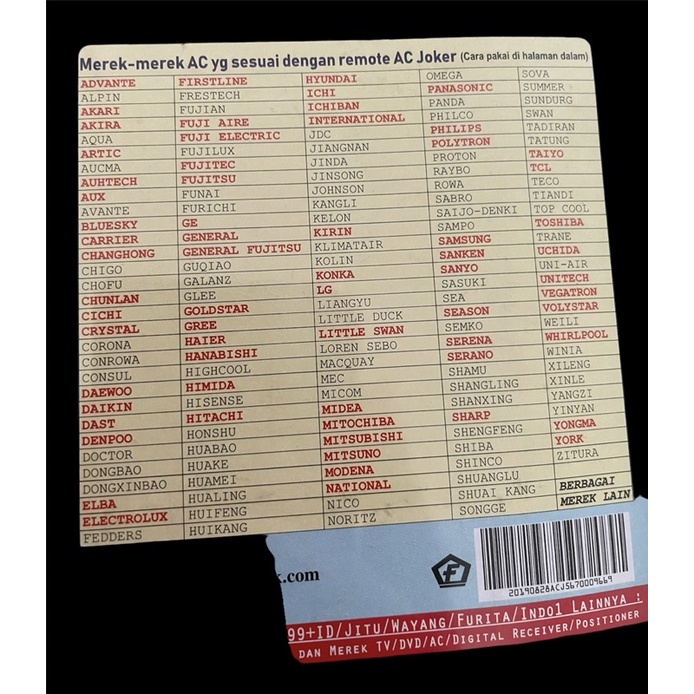 Merek-merek AC yg sesuai dengan remote AC Joker (Cara pakai di halaman dalam)
ADVANTE
ALPIN
AKARI
AKIRA
AQUA
ARTIC
AUCMA
AUHTECH
AUX
AVANTE
BLUESKY
CARRIER
CHANGHONG
CHIGO
CHOFU
CHUNLAN
CICHI
CRYSTAL
CORONA
CONROWA
CONSUL
DAEWOO
DAIKIN
DAST
DENPOO
DOCTOR
DONGBAO
DONGXINBAO
ELBA
ELECTROLUX
FEDDERS
FIRSTLINE
FRESTECH
FUJIAN
FUJI AIRE
FUJI ELECTRIC
FUJILUX
FUJITEC
FUJITSU
FUNAI
FURICHI
GE
GENERAL
GENERAL FUJITSU
GUQIAO
GALANZ
GLEE
GOLDSTAR
GREE
HAIER
HANABISHI
HIGHCOOL
HIMIDA
HISENSE
HITACHI
HONSHU
HUABAO
HUAKE
HUAMEI
HUALING
HUIFENG
HUIKANG
HYUNDAI
ICHI
ICHIBAN
INTERNATIONAL
JDC
JIANGNAN
JINDA
JINSONG
JOHNSON
KANGLI
KELON
KIRIN
KLIMATAIR
KOLIN
KONKA
LG
LIANGYU
LITTLE DUCK
LITTLE SWAN
LOREN SEBO
MACQUAY
MEC
MICOM
MIDEA
MITOCHIBA
MITSUBISHI
MITSUNO
MODENA
NATIONAL
NICO
NORITZ
OMEGA
PANASONIC
PANDA
PHILCO
PHILIPS
POLYTRON
PROTON
RAYBO
ROWA
SABRO
SAIJO-DENKI
SAMPO
SAMSUNG
SANKEN
SANYO
SASUKI
SEA
SEASON
SEMKO
SERENA
SERANO
SHAMU
SHANGLING
SHANXING
SHARP
SHENGFENG
SHIBA
SHINCO
SHUANGLU
SHUAI KANG
SONGGE
SOVA
SUMMER
SUNDURG
SWAN
TADIRAN
TATUNG
TAIYO
TCL
TECO
TIANDI
TOP COOL
TOSHIBA
TRANE
UCHIDA
UNI-AIR
UNITECH
VEGATRON
VOLYSTAR
WEILI
WHIRLPOOL
WINIA
XILENG
XINLE
YANGZI
YINYAN
YONGMA
YORK
ZITURA
BERBAGAI
MEREK LAIN
k.com
F
20190828ACJ5670009669
99+ID/JITU/WAYANG/FURITA/INDO1 LAINNYA :
DAN MEREK TV/DVD/AC/DIGITAL RECEIVER/POSITIONER